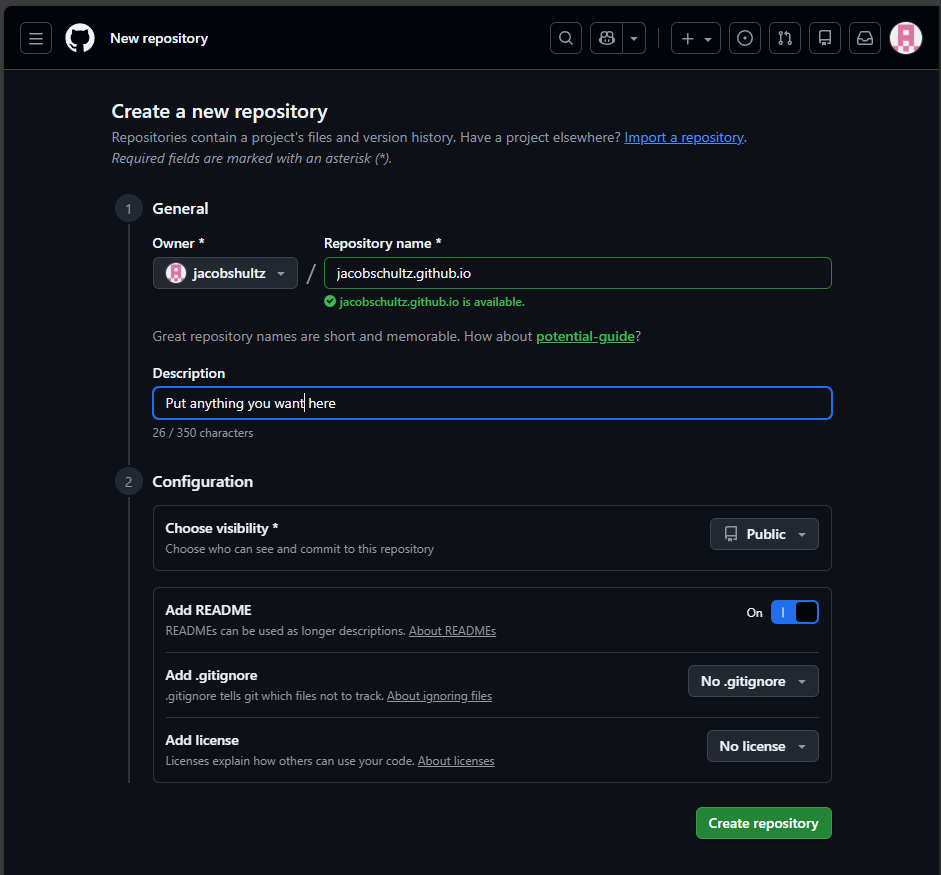 New repository
Create a new repository
Repositories contain a project's files and version history. Have a project elsewhere? Import a repository.
Required fields are marked with an asterisk (*).
1 General
Owner * Repository name *
jacobshultz / jacobschultz.github.io
jacobschultz.github.io is available.
Great repository names are short and memorable. How about potential-guide?
Description
Put anything you want here
26 / 350 characters
2 Configuration
Choose visibility * Public
Choose who can see and commit to this repository
Add README On
READMEs can be used as longer descriptions. About READMEs
Add .gitignore No .gitignore
.gitignore tells git which files not to track. About ignoring files
Add license No license
Licenses explain how others can use your code. About licenses
Create repository